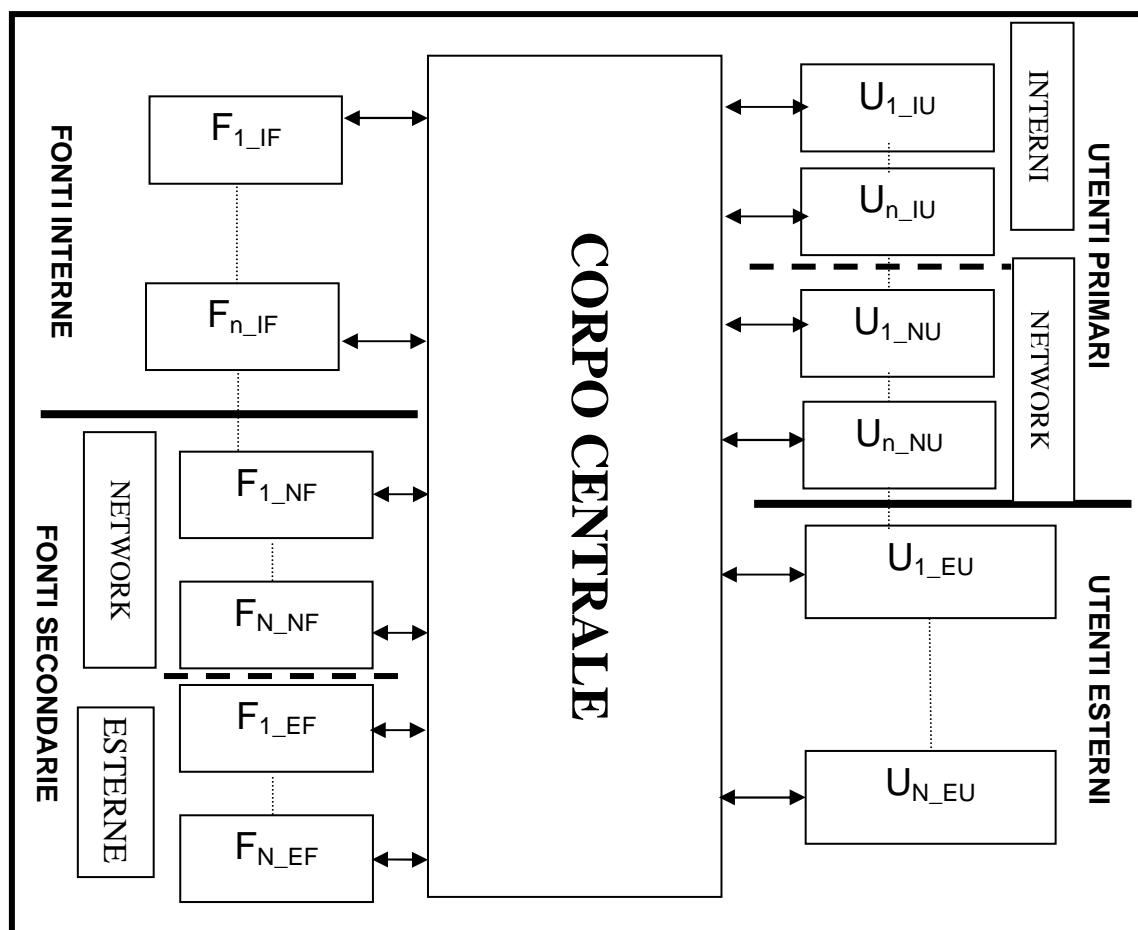 FONTI INTERNE
F1_IF
Fn_IF
FONTI SECONDARIE
NETWORK
F1_NF
FN_NF
ESTERNE
F1_EF
FN_EF
CORPO CENTRALE
U1_IU
Un_IU
INTERNI
UTENTI PRIMARI
U1_NU
Un_NU
NETWORK
U1_EU
UN_EU
UTENTI ESTERNI